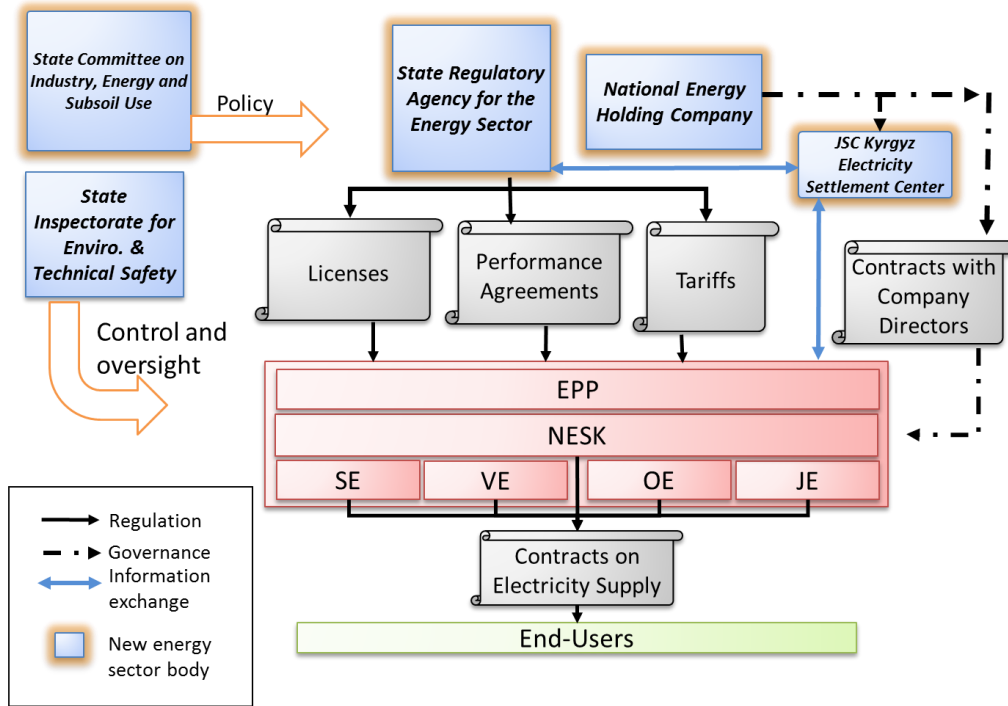 State Committee on
Industry, Energy and
Subsoil Use
Policy
State Regulatory
Agency for the
Energy Sector
National Energy
Holding Company
JSC Kyrgyz
Electricity
Settlement Center
State
Inspectorate for
Enviro. &
Technical Safety
Control and
oversight
Licenses
Performance
Agreements
Tariffs
Contracts with
Company
Directors
EPP
NESK
SE
VE
OE
JE
Contracts on
Electricity Supply
End-Users
Regulation
Governance
Information
exchange
New energy
sector body